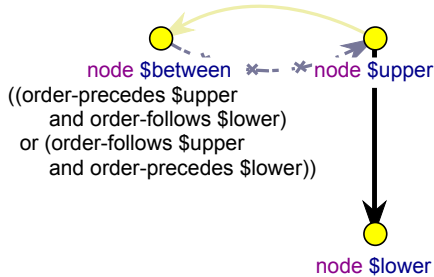 node $between
node $upper
((order-precedes $upper
and order-follows $lower)
or (order-follows $upper
and order-precedes $lower))
node $lower